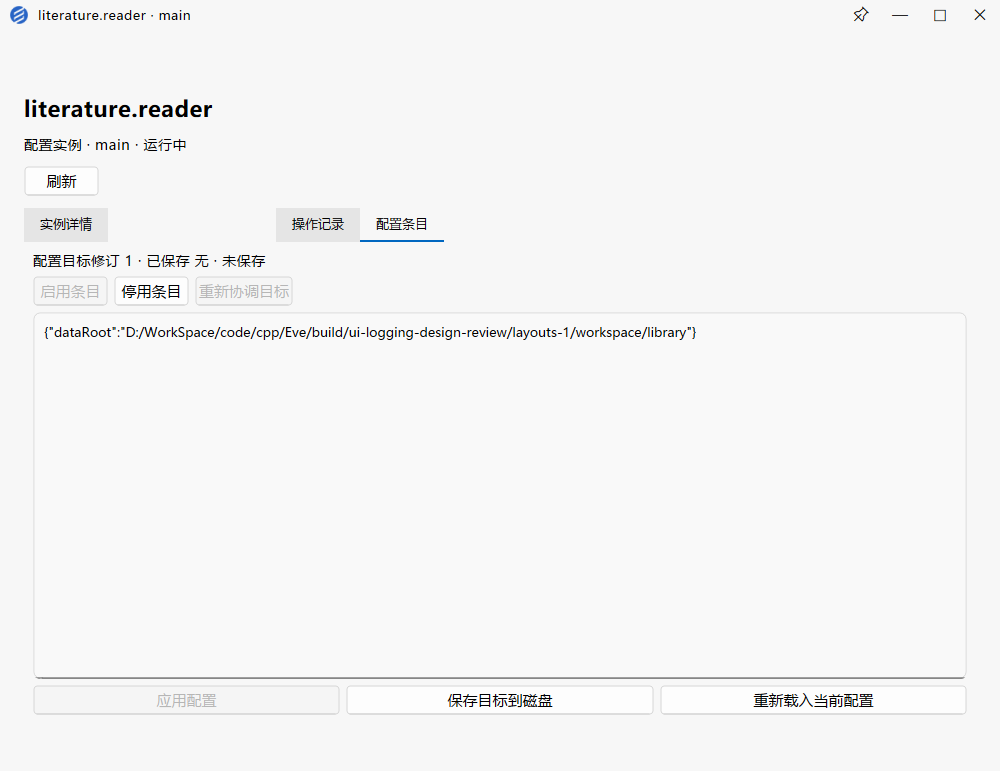 literature.reader · main
literature.reader
配置实例 · main · 运行中
刷新
实例详情 操作记录 配置条目
配置目标修订 1 · 已保存 无 · 未保存
启用条目 停用条目 重新协调目标
{"dataRoot":"D:/WorkSpace/code/cpp/Eve/build/ui-logging-design-review/layouts-1/workspace/library"}
应用配置 保存目标到磁盘 重新载入当前配置